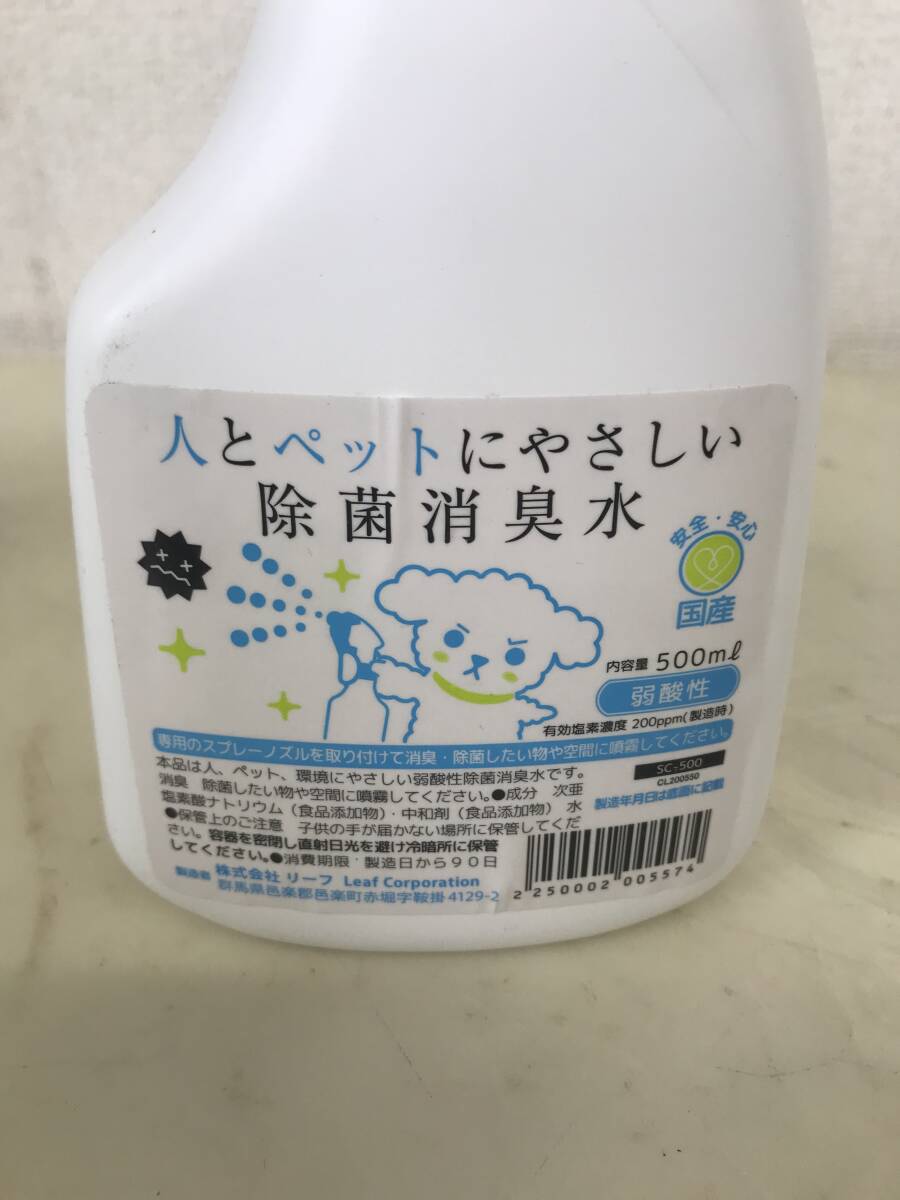 人とペットにやさしい
除菌消臭水
安全・安心
国産
内容量 500mℓ
弱酸性
有効塩素濃度 200ppm(製造時)
専用のスプレーノズルを取り付けて消臭・除菌したい物や空間に噴霧してください。
本品は人、ペット、環境にやさしい弱酸性除菌消臭水です。
消臭 除菌したい物や空間に噴霧してください。●成分 次亜
塩素酸ナトリウム（食品添加物）・中和剤（食品添加物） 水
●保管上のご注意 子供の手が届かない場所に保管してくだ
さい。容器を密閉し直射日光を避け冷暗所に保管
してください。●消費期限・製造日から９０日
SC-500
CL200550
製造年月日は底面に記載
製造者 株式会社 リーフ Leaf Corporation
群馬県邑楽郡邑楽町赤堀字鞍掛 4129-2
2 250002 005574